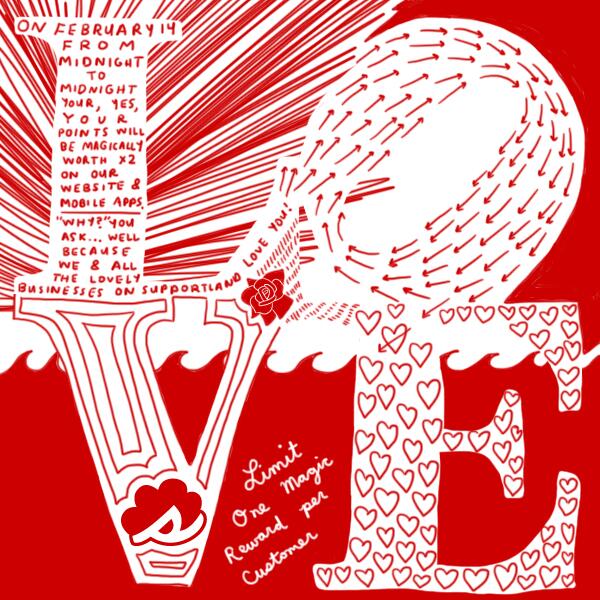 ON FEBRUARY 14
FROM
MIDNIGHT
TO
MIDNIGHT
YOUR, YES,
YOUR
POINTS WILL
BE MAGICALLY
WORTH X2
ON OUR
WEBSITE &
MOBILE APPS.
"WHY?" YOU
ASK... WELL
BECAUSE
WE & ALL
THE LOVELY
BUSINESSES ON SUPPORTLAND LOVE YOU!
LOVE
Limit
One Magic
Reward per
Customer